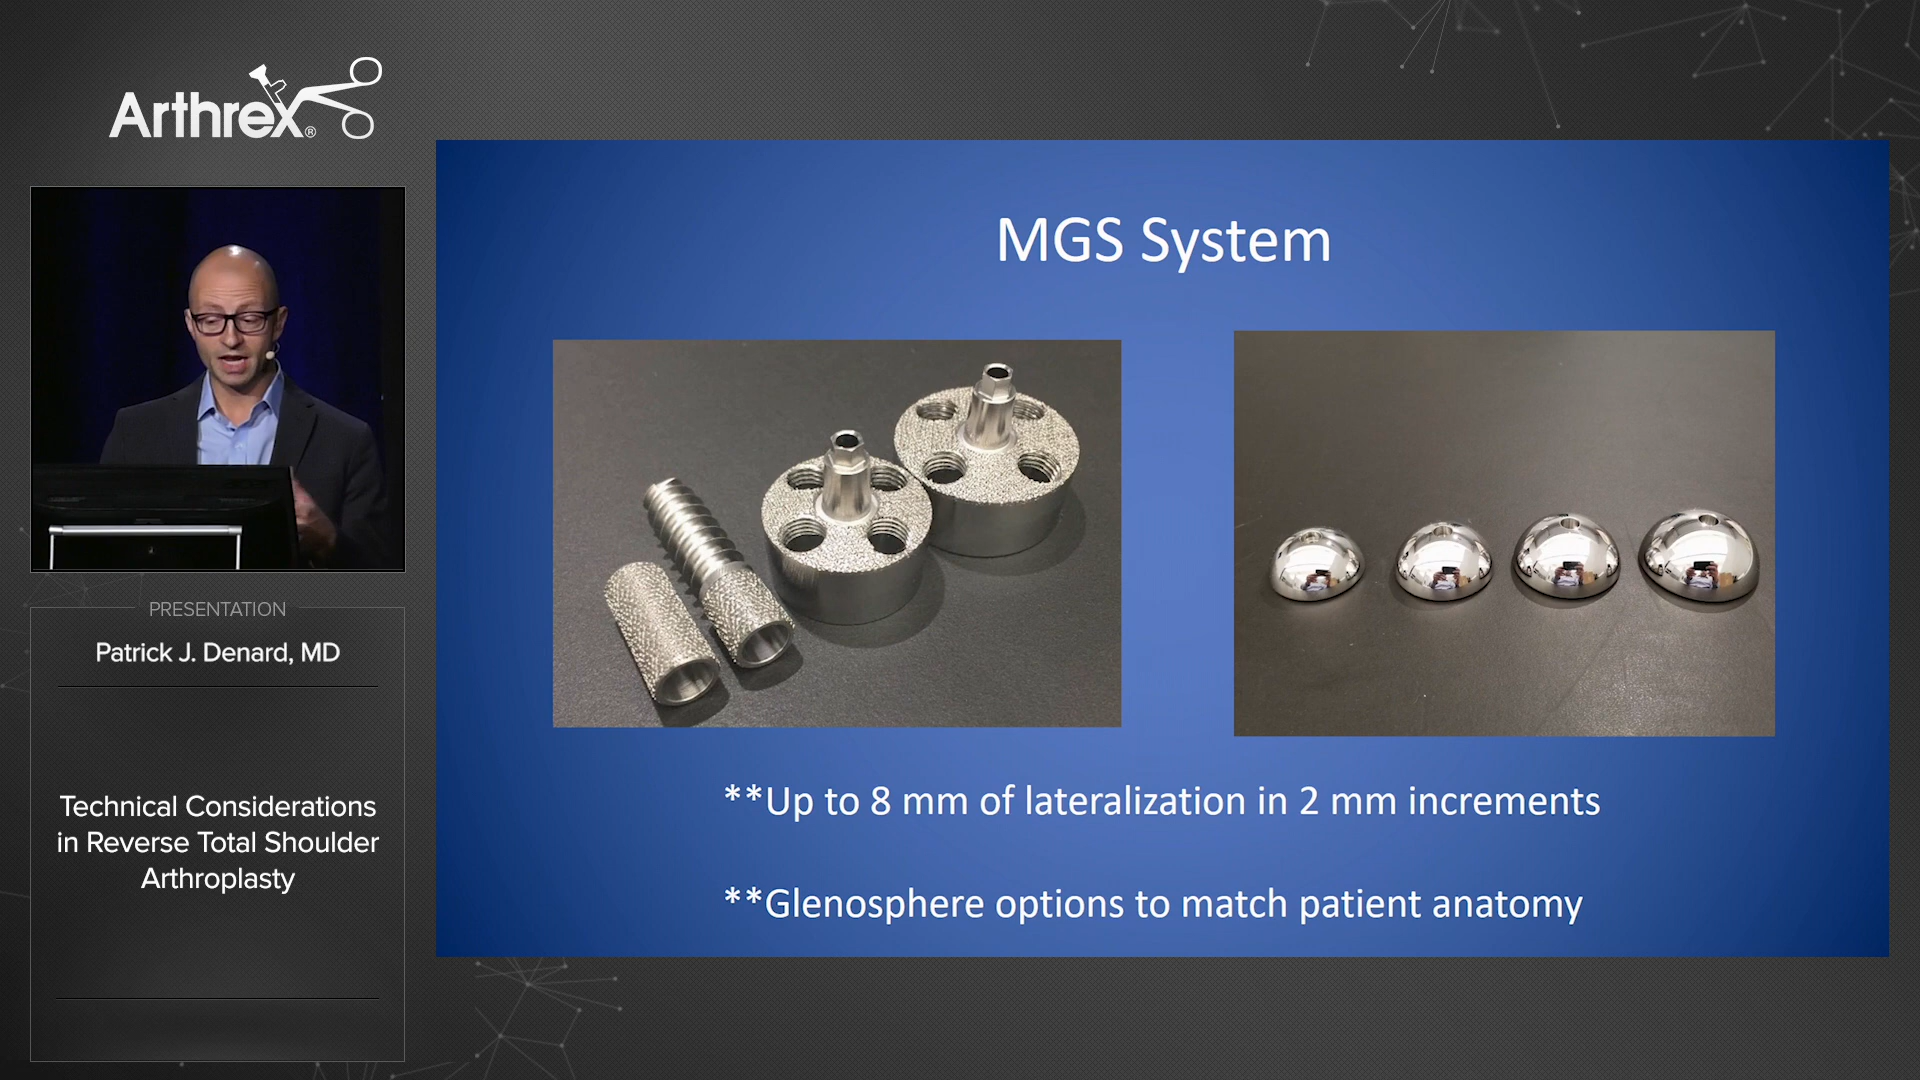 Arthrex®
PRESENTATION
Patrick J. Denard, MD
Technical Considerations
in Reverse Total Shoulder
Arthroplasty
MGS System
**Up to 8 mm of lateralization in 2 mm increments
**Glenosphere options to match patient anatomy